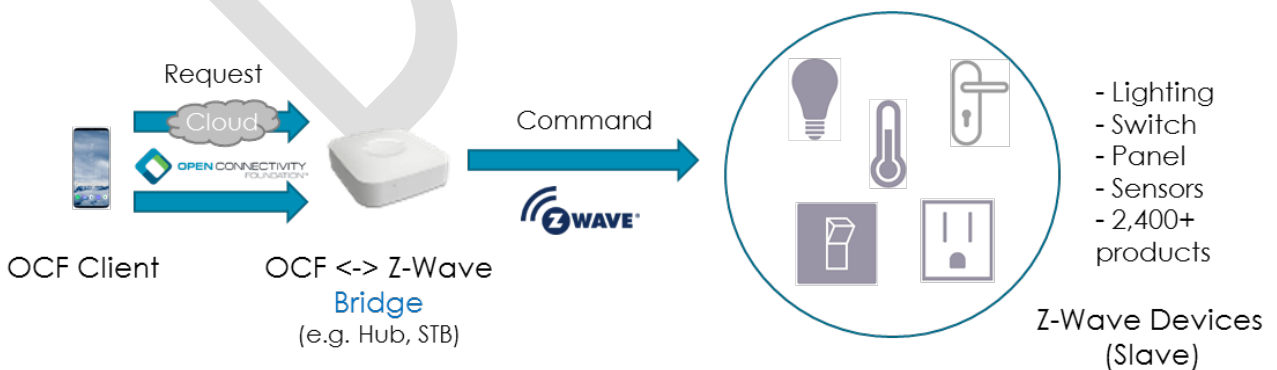 Request
Cloud
OPEN CONNECTIVITY
FOUNDATION
OCF Client
OCF <-> Z-Wave
Bridge
(e.g. Hub, STB)
Command
Z WAVE
- Lighting
- Switch
- Panel
- Sensors
- 2,400+
products
Z-Wave Devices
(Slave)